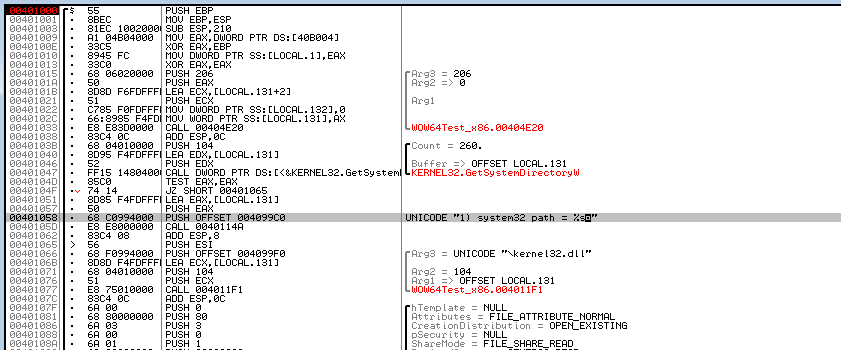 00401000 $ 55 PUSH EBP
00401001 · 8BEC MOV EBP,ESP
00401003 · 81EC 10020000 SUB ESP,210
00401009 · A1 04B04000 MOV EAX,DWORD PTR DS:[40B004]
0040100E · 33C5 XOR EAX,EBP
00401010 · 8945 FC MOV DWORD PTR SS:[LOCAL.1],EAX
00401013 · 33C0 XOR EAX,EAX
00401015 · 68 06020000 PUSH 206 Arg3 = 206
0040101A · 50 PUSH EAX Arg2 => 0
0040101B · 8D8D F6FDFFFF LEA ECX,[LOCAL.131+2]
00401021 · 51 PUSH ECX Arg1
00401022 · C785 F0FDFFF MOV DWORD PTR SS:[LOCAL.132],0
0040102C · 66:8985 F4FD MOV WORD PTR SS:[LOCAL.131],AX
00401033 · E8 E83D0000 CALL 00404E20 WOW64Test_x86.00404E20
00401038 · 83C4 0C ADD ESP,0C
0040103B · 68 04010000 PUSH 104 Count = 260.
00401040 · 8D95 F4FDFFF LEA EDX,[LOCAL.131]
00401046 · 52 PUSH EDX Buffer => OFFSET LOCAL.131
00401047 · FF15 14804000 CALL DWORD PTR DS:[<&KERNEL32.GetSystem KERNEL32.GetSystemDirectoryW
0040104D · 85C0 TEST EAX,EAX
0040104F ·v 74 14 JZ SHORT 00401065
00401051 · 8D85 F4FDFFF LEA EAX,[LOCAL.131]
00401057 · 50 PUSH EAX
00401058 · 68 C0994000 PUSH OFFSET 004099C0 UNICODE "1) system32 path = %s"
0040105D · E8 E8000000 CALL 0040114A
00401062 · 83C4 08 ADD ESP,8
00401065 > 56 PUSH ESI
00401066 · 68 F0994000 PUSH OFFSET 004099F0 Arg3 = UNICODE "\kernel32.dll"
0040106B · 8D8D F4FDFFF LEA ECX,[LOCAL.131]
00401071 · 68 04010000 PUSH 104 Arg2 = 104
00401076 · 51 PUSH ECX Arg1 => OFFSET LOCAL.131
00401077 · E8 75010000 CALL 004011F1 WOW64Test_x86.004011F1
0040107C · 83C4 0C ADD ESP,0C
0040107F · 6A 00 PUSH 0 hTemplate = NULL
00401081 · 68 80000000 PUSH 80 Attributes = FILE_ATTRIBUTE_NORMAL
00401086 · 6A 03 PUSH 3 CreationDistribution = OPEN_EXISTING
00401088 · 6A 00 PUSH 0 pSecurity = NULL
0040108A · 6A 01 PUSH 1 ShareMode = FILE_SHARE_READ